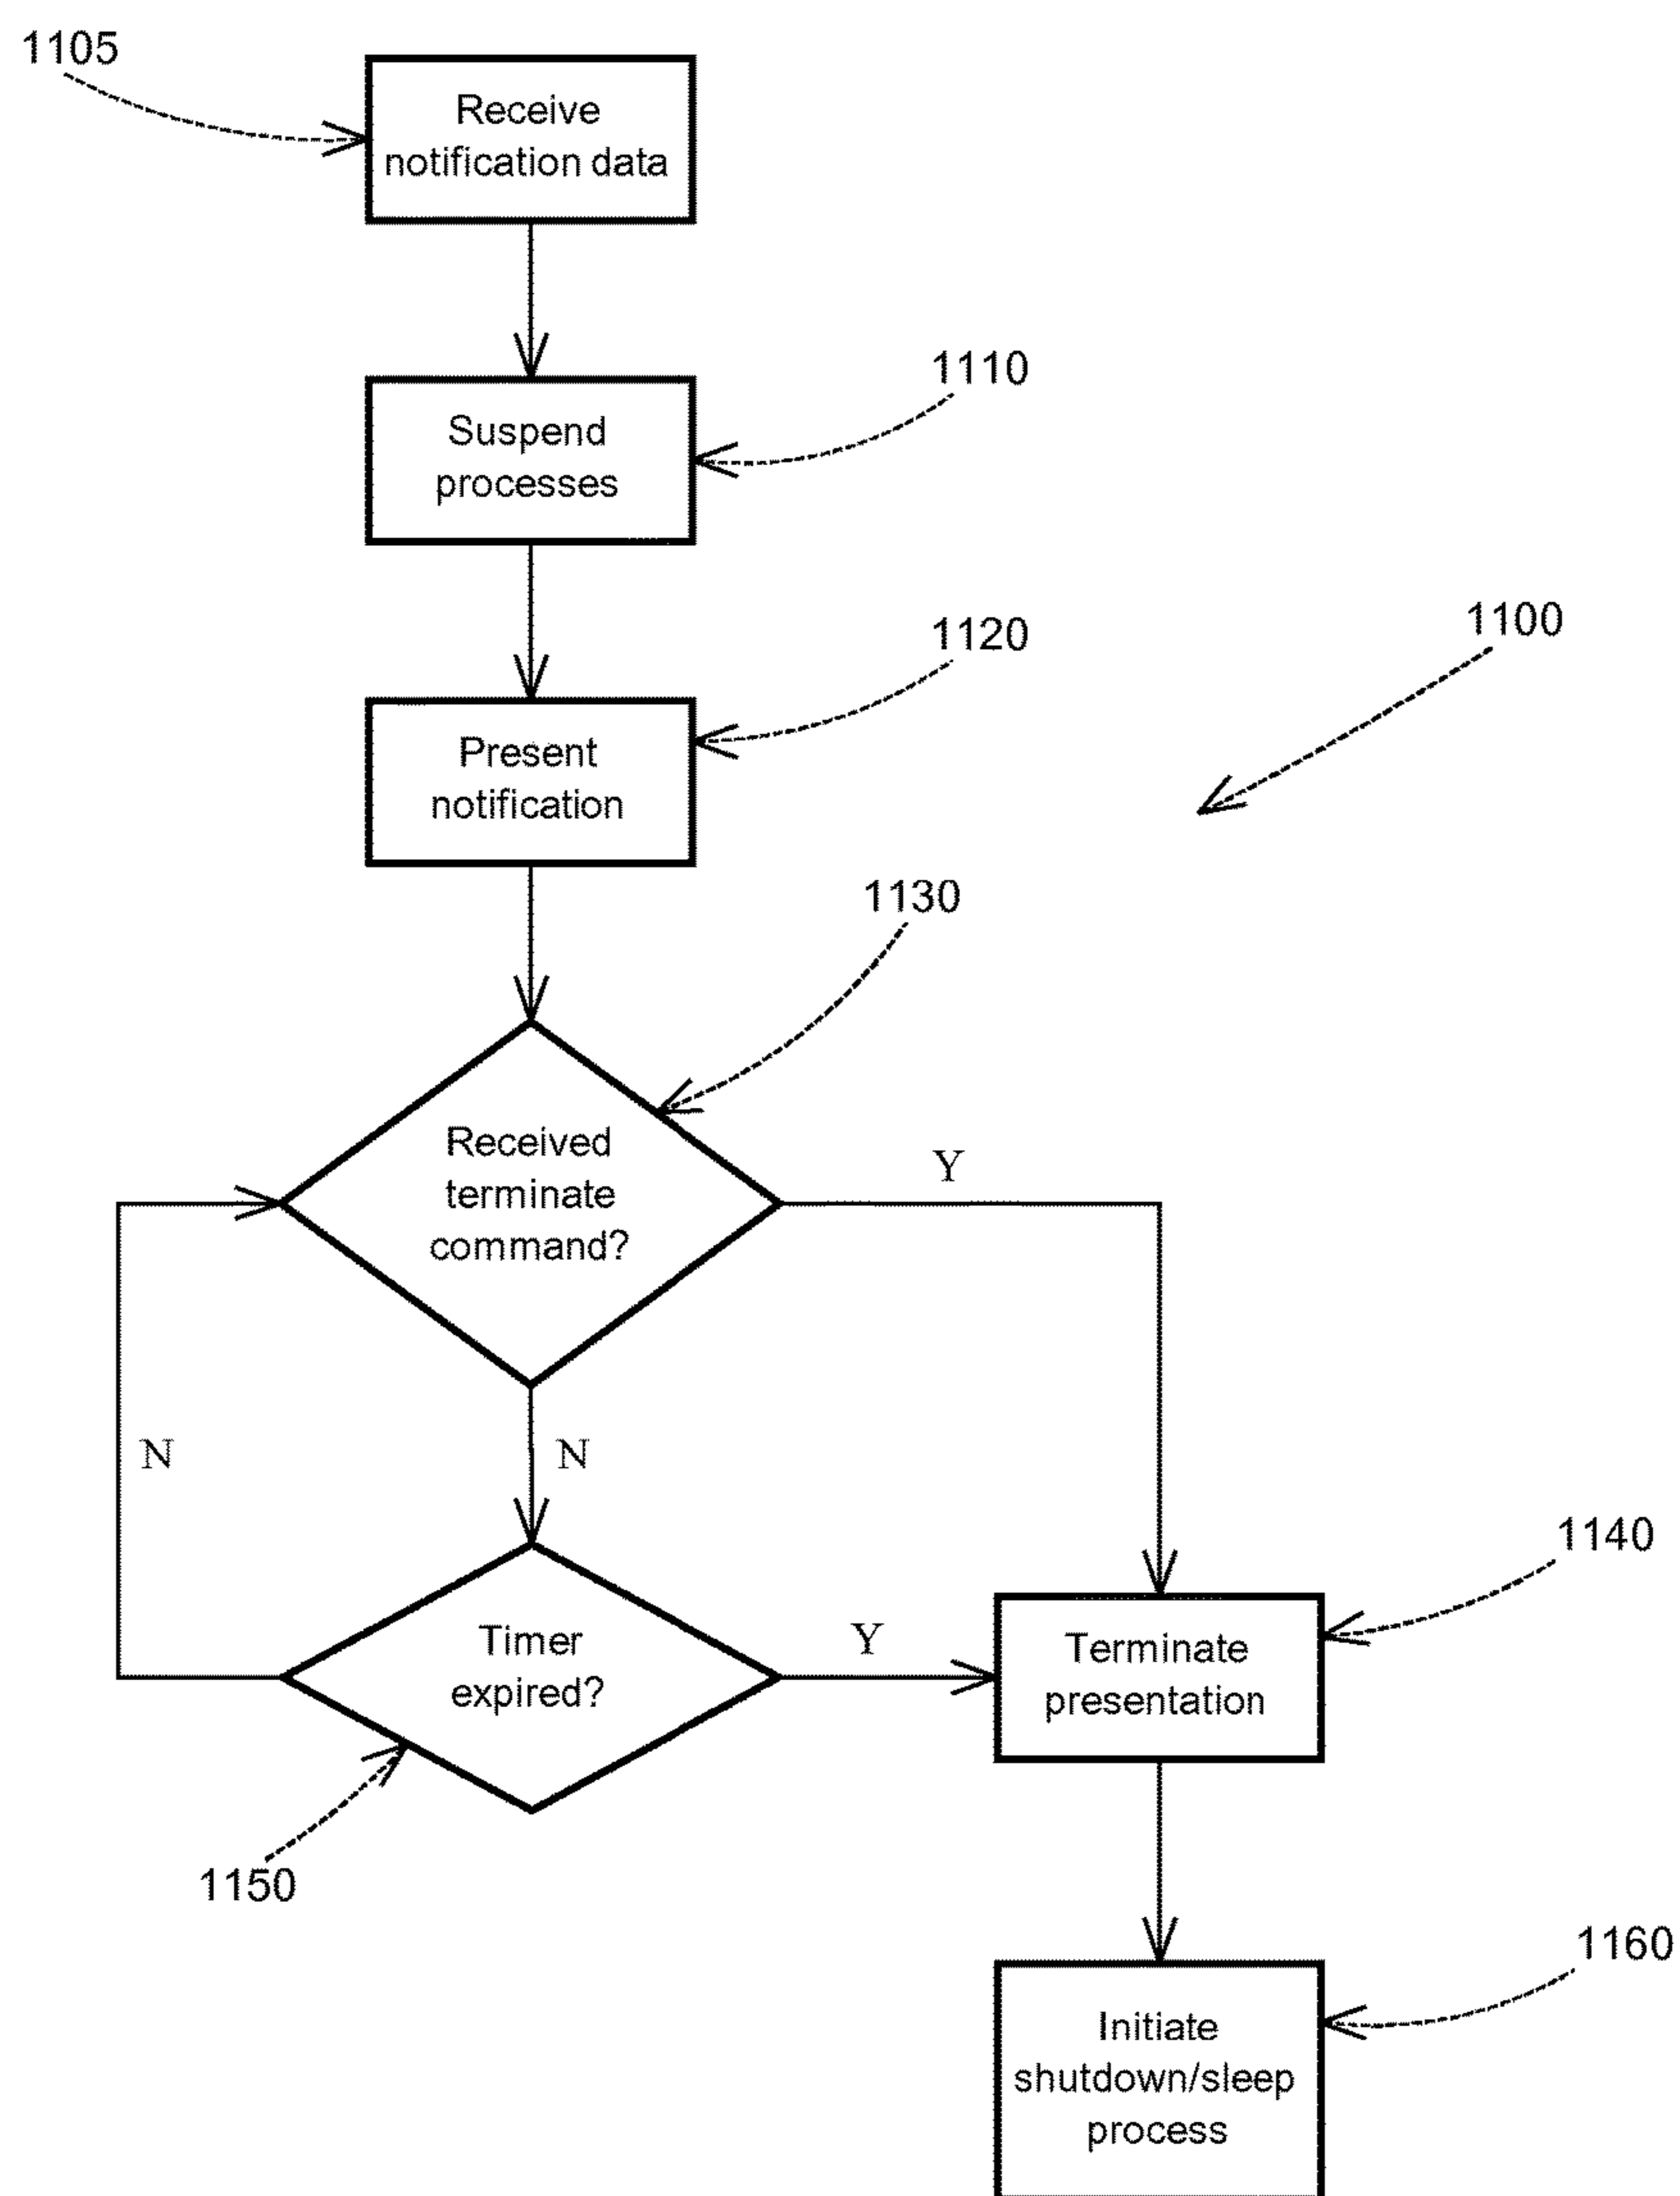 1105
Receive
notification data
1110
Suspend
processes
1120
1100
Present
notification
1130
Received
terminate
command?
Y
N
N
1140
Timer
expired?
Y
Terminate
presentation
1150
1160
Initiate
shutdown/sleep
process